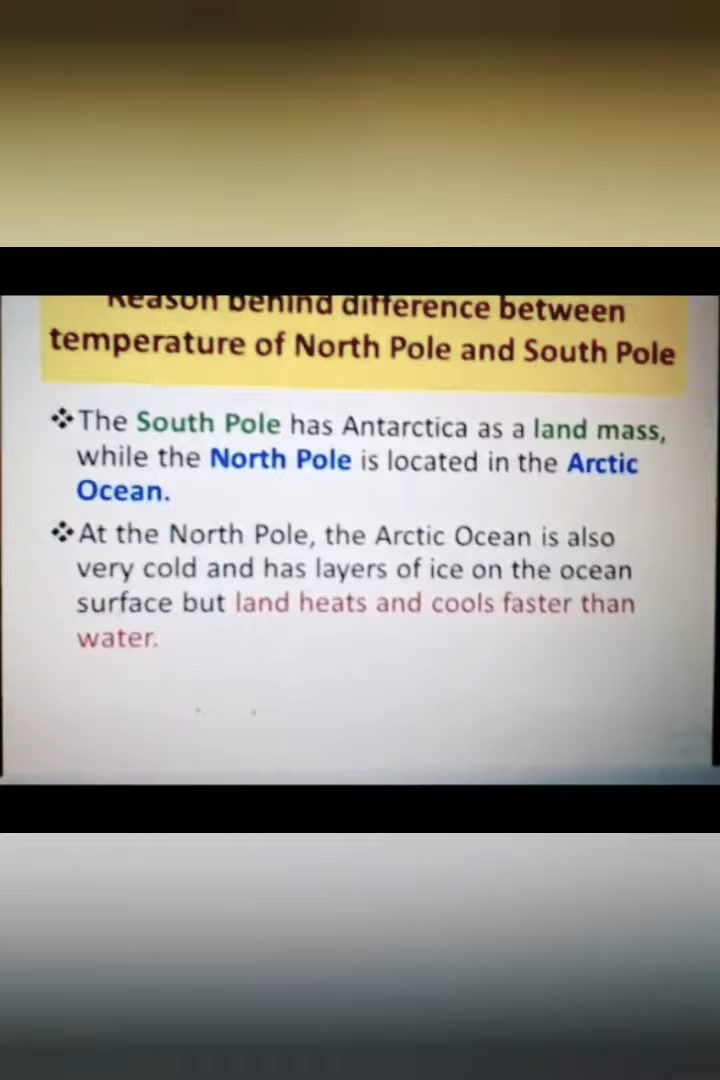 Reason behind difference between
temperature of North Pole and South Pole
❖The South Pole has Antarctica as a land mass,
while the North Pole is located in the Arctic
Ocean.
❖At the North Pole, the Arctic Ocean is also
very cold and has layers of ice on the ocean
surface but land heats and cools faster than
water.